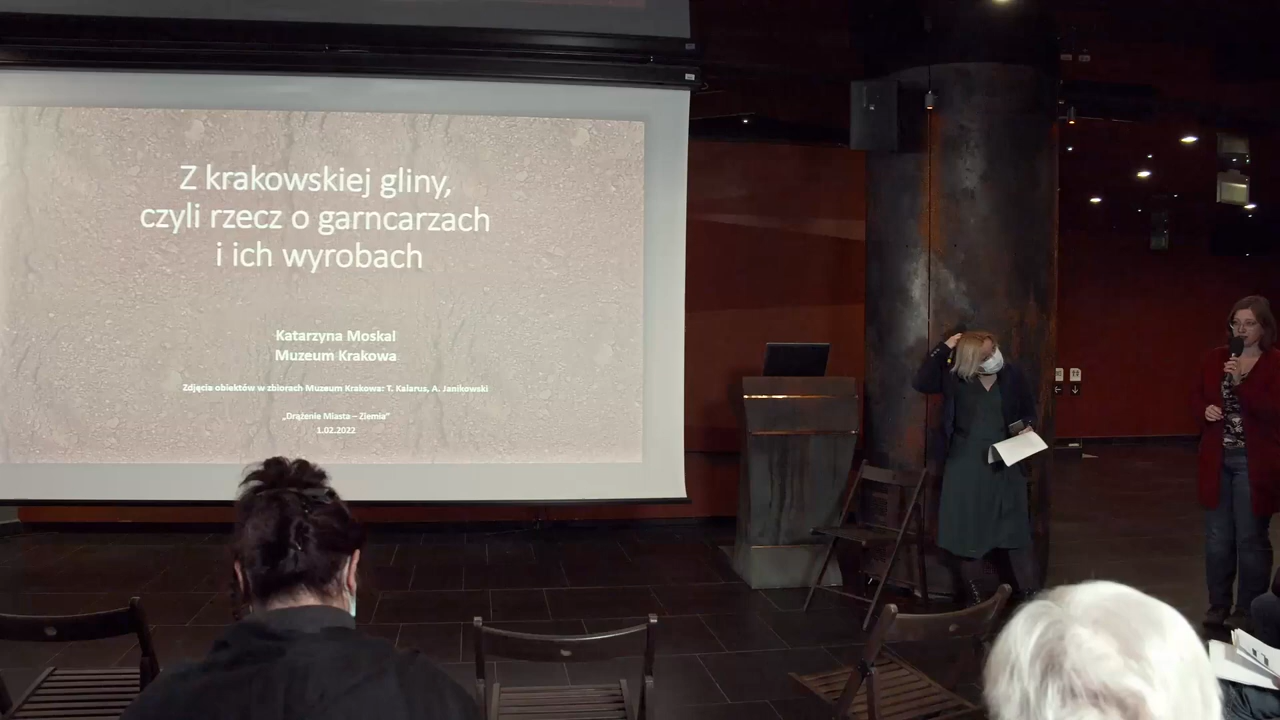 Z krakowskiej gliny,
czyli rzecz o garncarzach
i ich wyrobach
Katarzyna Moskal
Muzeum Krakowa
Zdjęcie obiektów w zbiorach Muzeum Krakowa: T. Kalarus, A. Janikowski
„Drążenie Miasta – Ziemia”
1.02.2022